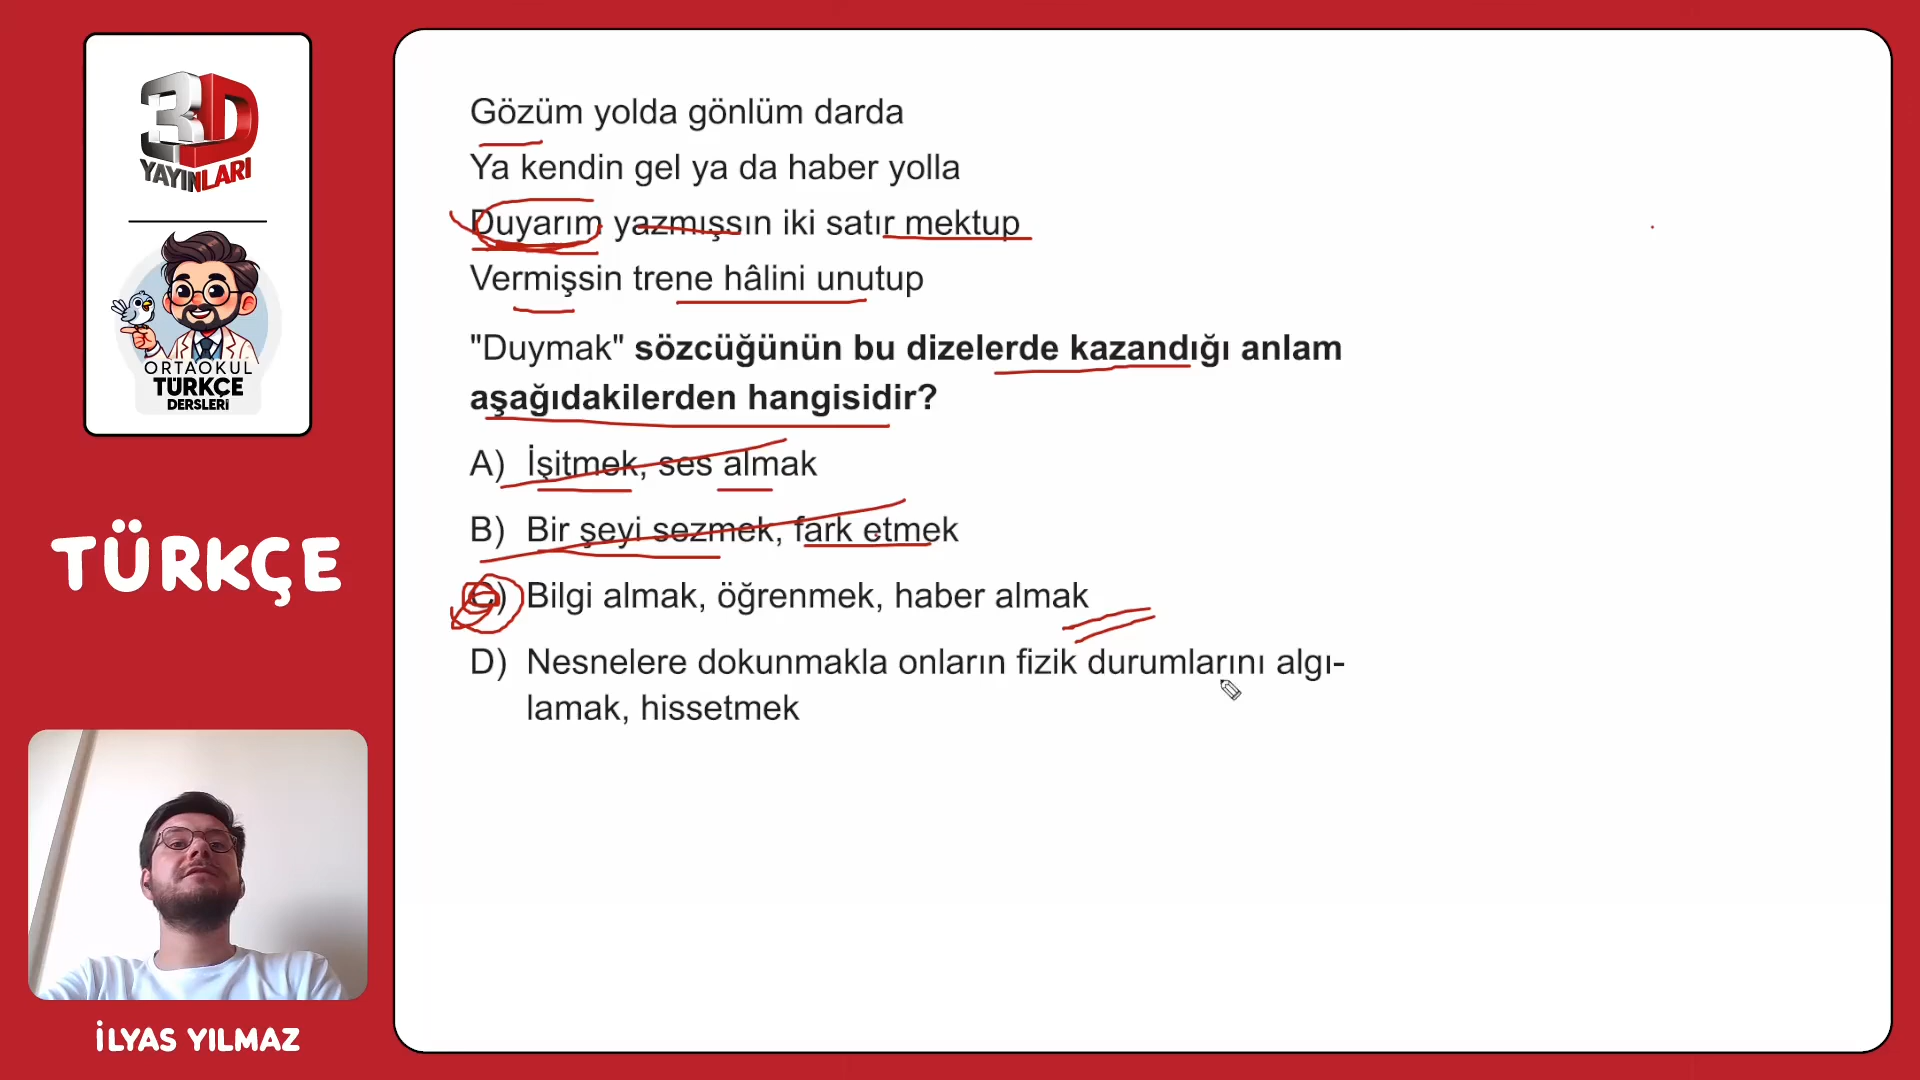 3D
YAYINLARI
ORTAOKUL
TÜRKÇE
DERSLERİ
TÜRKÇE
İLYAS YILMAZ
Gözüm yolda gönlüm darda
Ya kendin gel ya da haber yolla
Duyarım yazmışsın iki satır mektup
Vermişsin trene hâlini unutup
"Duymak" sözcüğünün bu dizelerde kazandığı anlam
aşağıdakilerden hangisidir?
A) İşitmek, ses almak
B) Bir şeyi sezmek, fark etmek
C) Bilgi almak, öğrenmek, haber almak
D) Nesnelere dokunmakla onların fizik durumlarını algı-
lamak, hissetmek